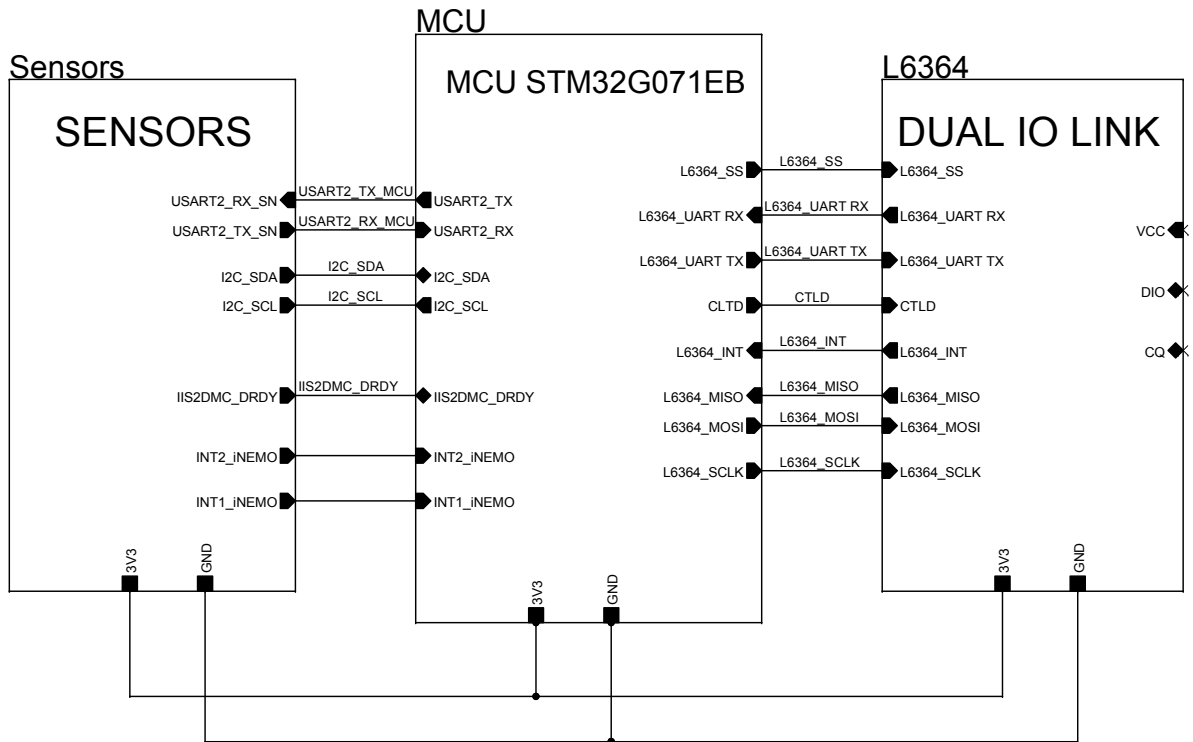 MCU
Sensors
L6364
MCU STM32G071EB
SENSORS
DUAL IO LINK
USART2_RX_SN
USART2_TX_MCU
USART2_TX
USART2_TX_SN
USART2_RX_MCU
USART2_RX
I2C_SDA
I2C_SDA
I2C_SDA
I2C_SCL
I2C_SCL
I2C_SCL
IIS2DMC_DRDY
IIS2DMC_DRDY
IIS2DMC_DRDY
INT2_iNEMO
INT2_iNEMO
INT1_iNEMO
INT1_iNEMO
L6364_SS
L6364_SS
L6364_SS
L6364_UART RX
L6364_UART RX
L6364_UART RX
L6364_UART TX
L6364_UART TX
L6364_UART TX
CLTD
CTLD
CTLD
L6364_INT
L6364_INT
L6364_INT
L6364_MISO
L6364_MISO
L6364_MISO
L6364_MOSI
L6364_MOSI
L6364_MOSI
L6364_SCLK
L6364_SCLK
L6364_SCLK
VCC
DIO
CQ
3V3
GND
3V3
GND
3V3
GND